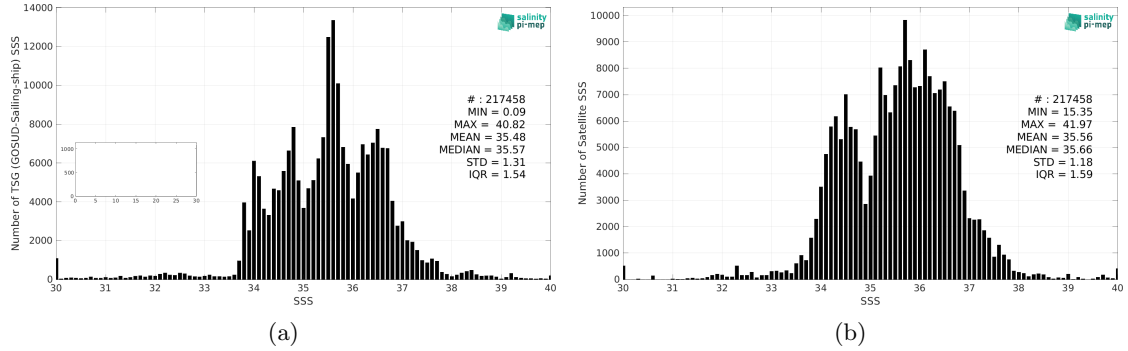 14000
12000
10000
8000
6000
4000
2000
0
30 31 32 33 34 35 36 37 38 39 40
SSS
Number of TSG (GOSUD-Sailing-ship) SSS
salinity
pi-mep
# : 217458
MIN = 0.09
MAX = 40.82
MEAN = 35.48
MEDIAN = 35.57
STD = 1.31
IQR = 1.54
1000
500
0
0 5 10 15 20 25 30
(a)
10000
9000
8000
7000
6000
5000
4000
3000
2000
1000
0
30 31 32 33 34 35 36 37 38 39 40
SSS
Number of Satellite SSS
salinity
pi-mep
# : 217458
MIN = 15.35
MAX = 41.97
MEAN = 35.56
MEDIAN = 35.66
STD = 1.18
IQR = 1.59
(b)